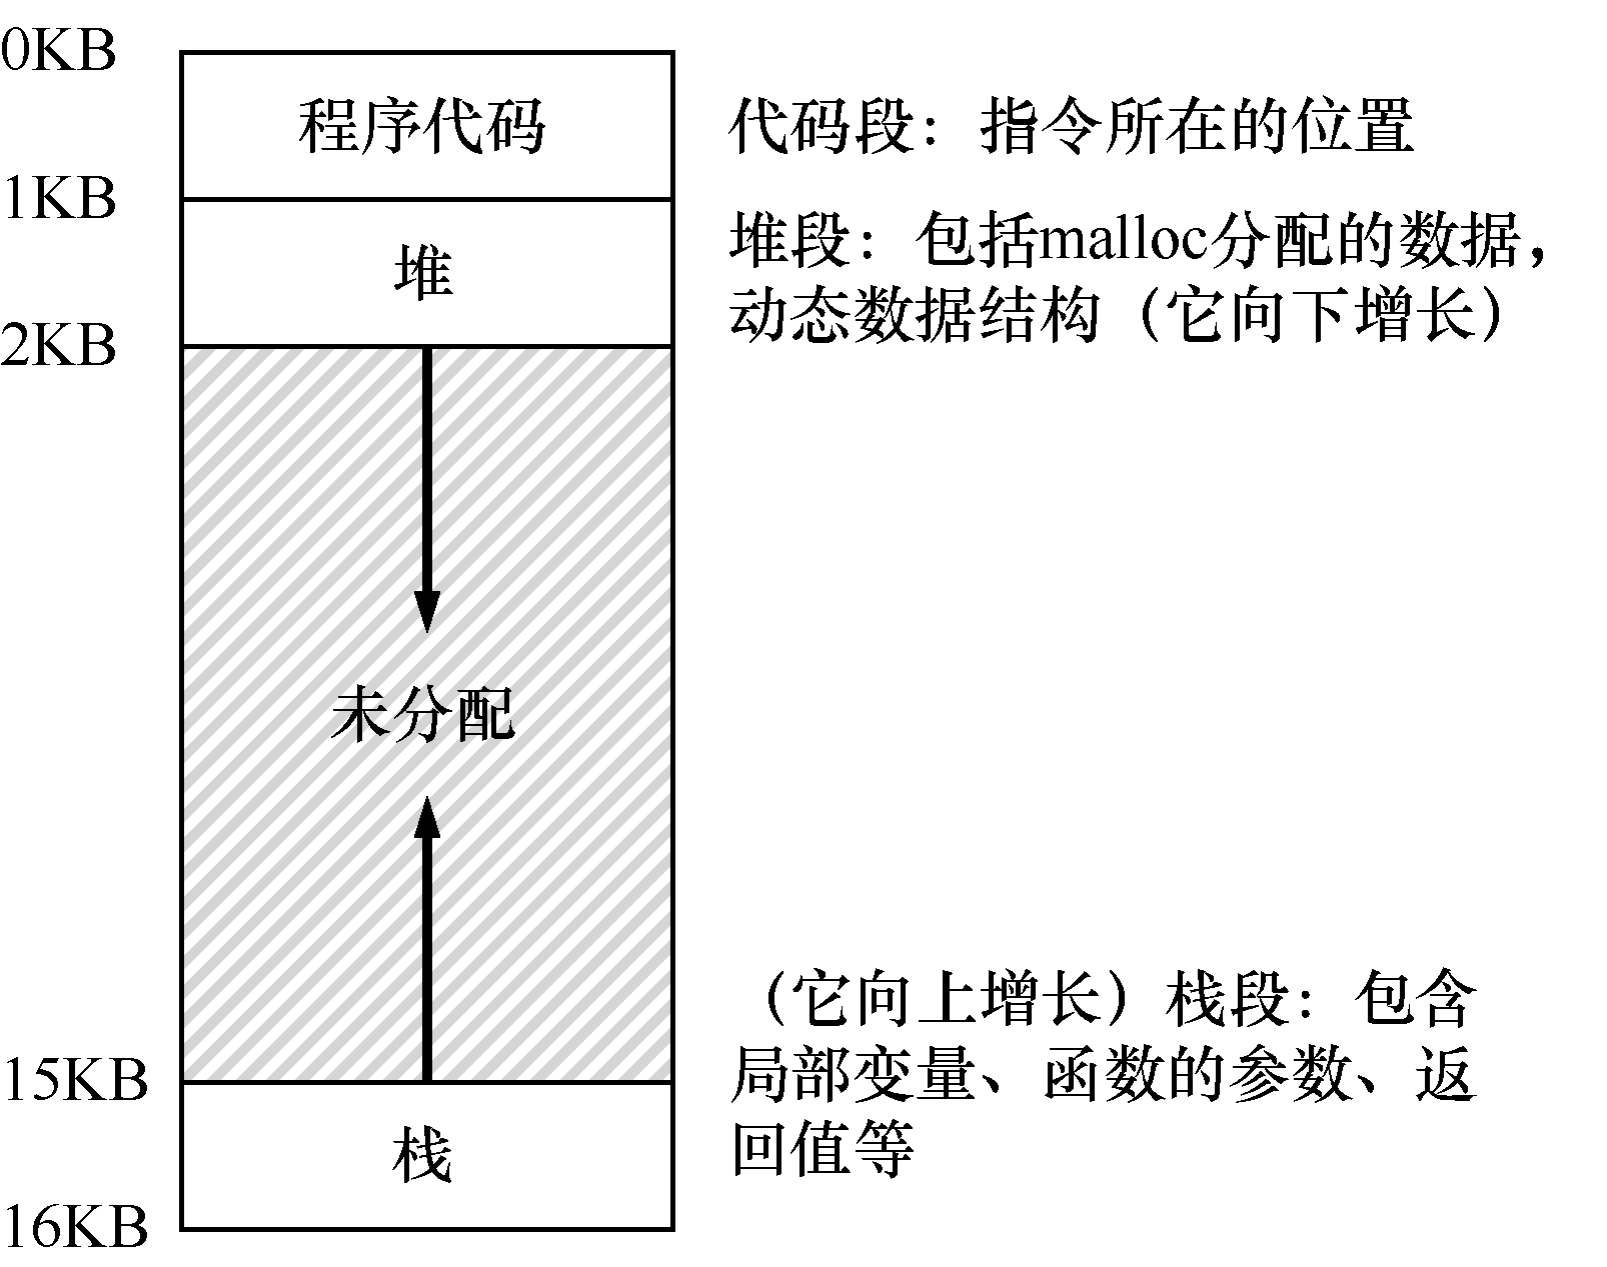 0KB
程序代码
代码段：指令所在的位置
1KB
堆
堆段：包括malloc分配的数据，
动态数据结构（它向下增长）
2KB
未分配
（它向上增长）栈段：包含
局部变量、函数的参数、返
回值等
15KB
栈
16KB